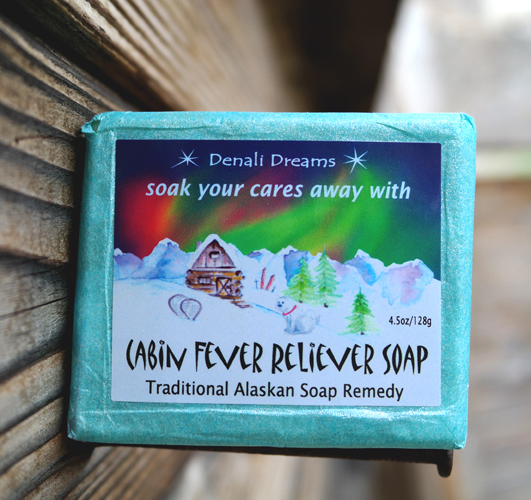 Denali Dreams
soak your cares away with
4.5oz/128g
CABIN FEVER RELIEVER SOAP
Traditional Alaskan Soap Remedy